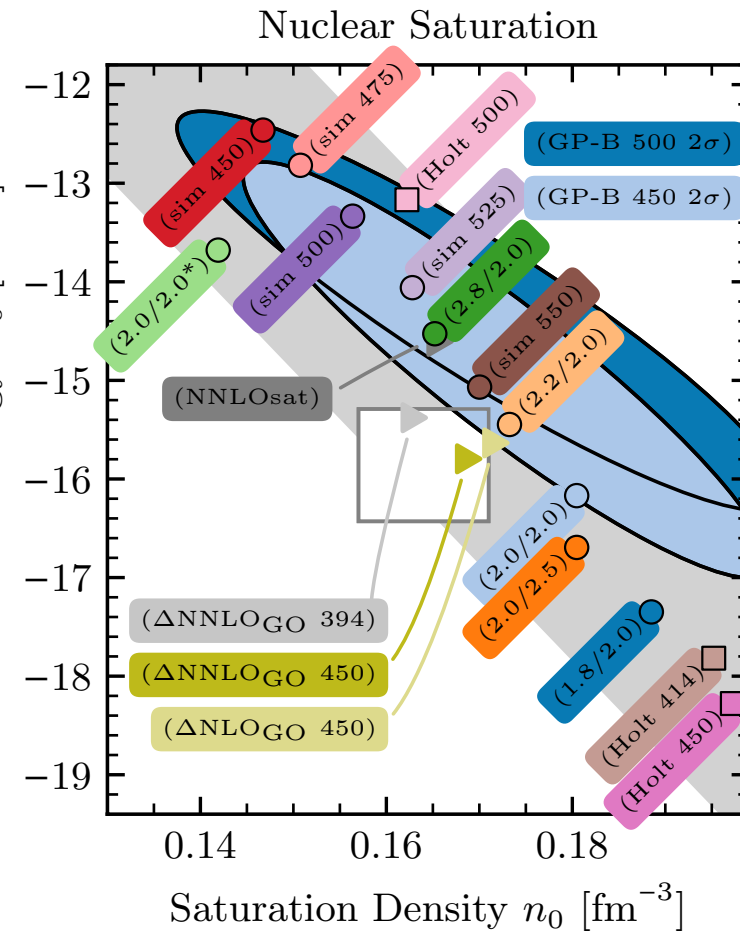 Nuclear Saturation
−12
−13
−14
−15
−16
−17
−18
−19
(sim 475)
(Holt 500)
(GP-B 500 2σ)
(sim 450)
(GP-B 450 2σ)
(sim 525)
(sim 500)
(2.0/2.0*)
(2.8/2.0)
(sim 550)
(NNLOsat)
(2.2/2.0)
(2.0/2.0)
(2.0/2.5)
(ΔNNLOGO 394)
(1.8/2.0)
(ΔNNLOGO 450)
(Holt 414)
(ΔNLOGO 450)
(Holt 450)
0.14 0.16 0.18
Saturation Density n₀ [fm⁻³]